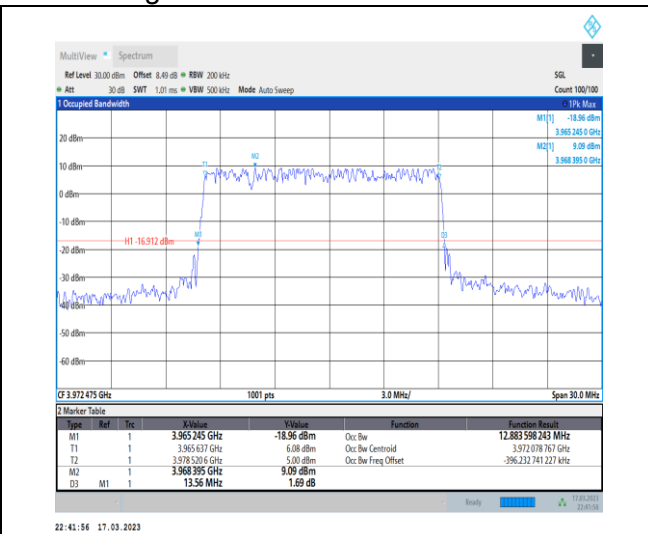 MultiView Spectrum
Ref Level 30.00 dBm Offset 8.49 dB RBW 200 kHz SGL
Att 30 dB SWT 1.01 ms VBW 500 kHz Mode Auto Sweep Count 100/100
1 Occupied Bandwidth 1Pk Max
M1[1] -18.96 dBm
3.965 245 0 GHz
M2[1] 9.09 dBm
3.968 395 0 GHz
20 dBm
M2
T1
T2
10 dBm
0 dBm
-10 dBm
M1
D3
H1 -16.912 dBm
-20 dBm
-30 dBm
-40 dBm
-50 dBm
-60 dBm
CF 3.972 475 GHz 1001 pts 3.0 MHz/ Span 30.0 MHz
2 Marker Table
Type Ref Trc X-Value Y-Value Function Function Result
M1 1 3.965 245 GHz -18.96 dBm Occ Bw 12.883 598 243 MHz
T1 1 3.965 637 GHz 6.08 dBm Occ Bw Centroid 3.972 078 767 GHz
T2 1 3.978 520 6 GHz 5.00 dBm Occ Bw Freq Offset -396.232 741 227 kHz
M2 1 3.968 395 GHz 9.09 dBm
D3 M1 1 13.56 MHz 1.69 dB
Ready 17.03.2023
22:41:56
22:41:56 17.03.2023